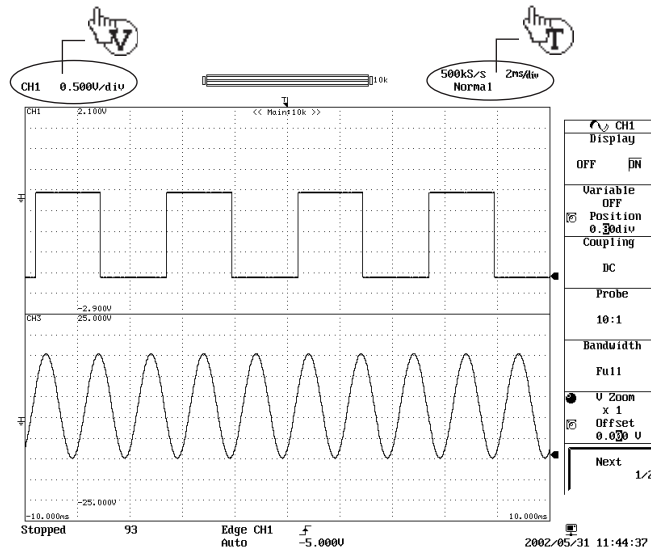 V
T
CH1 0.500V/div
10k
500kS/s 2ms/div
Normal
CH1 2.100V
<< Main:10k >>
T
CH1
Display
OFF ON
Variable
OFF
Position
0.30div
Coupling
DC
Probe
10:1
Bandwidth
Full
V Zoom
x 1
Offset
0.000 V
Next
1/2
-2.900V
CH3 25.000V
-25.000V
-10.000ms 10.000ms
Stopped 93 Edge CH1
Auto -5.000V
2002/05/31 11:44:37